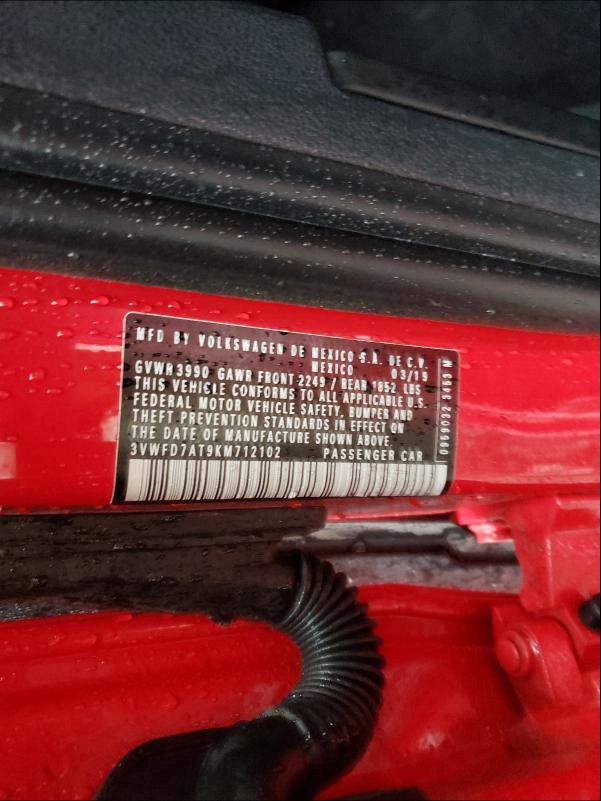 MFD BY VOLKSWAGEN DE MEXICO S.A. DE C.V.
MEXICO 03/19
GVWR 3990 GAWR FRONT 2249 / REAR 1852 LBS
THIS VEHICLE CONFORMS TO ALL APPLICABLE U.S.
FEDERAL MOTOR VEHICLE SAFETY, BUMPER AND
THEFT PREVENTION STANDARDS IN EFFECT ON
THE DATE OF MANUFACTURE SHOWN ABOVE.
3VWFD7AT9KM712102 PASSENGER CAR